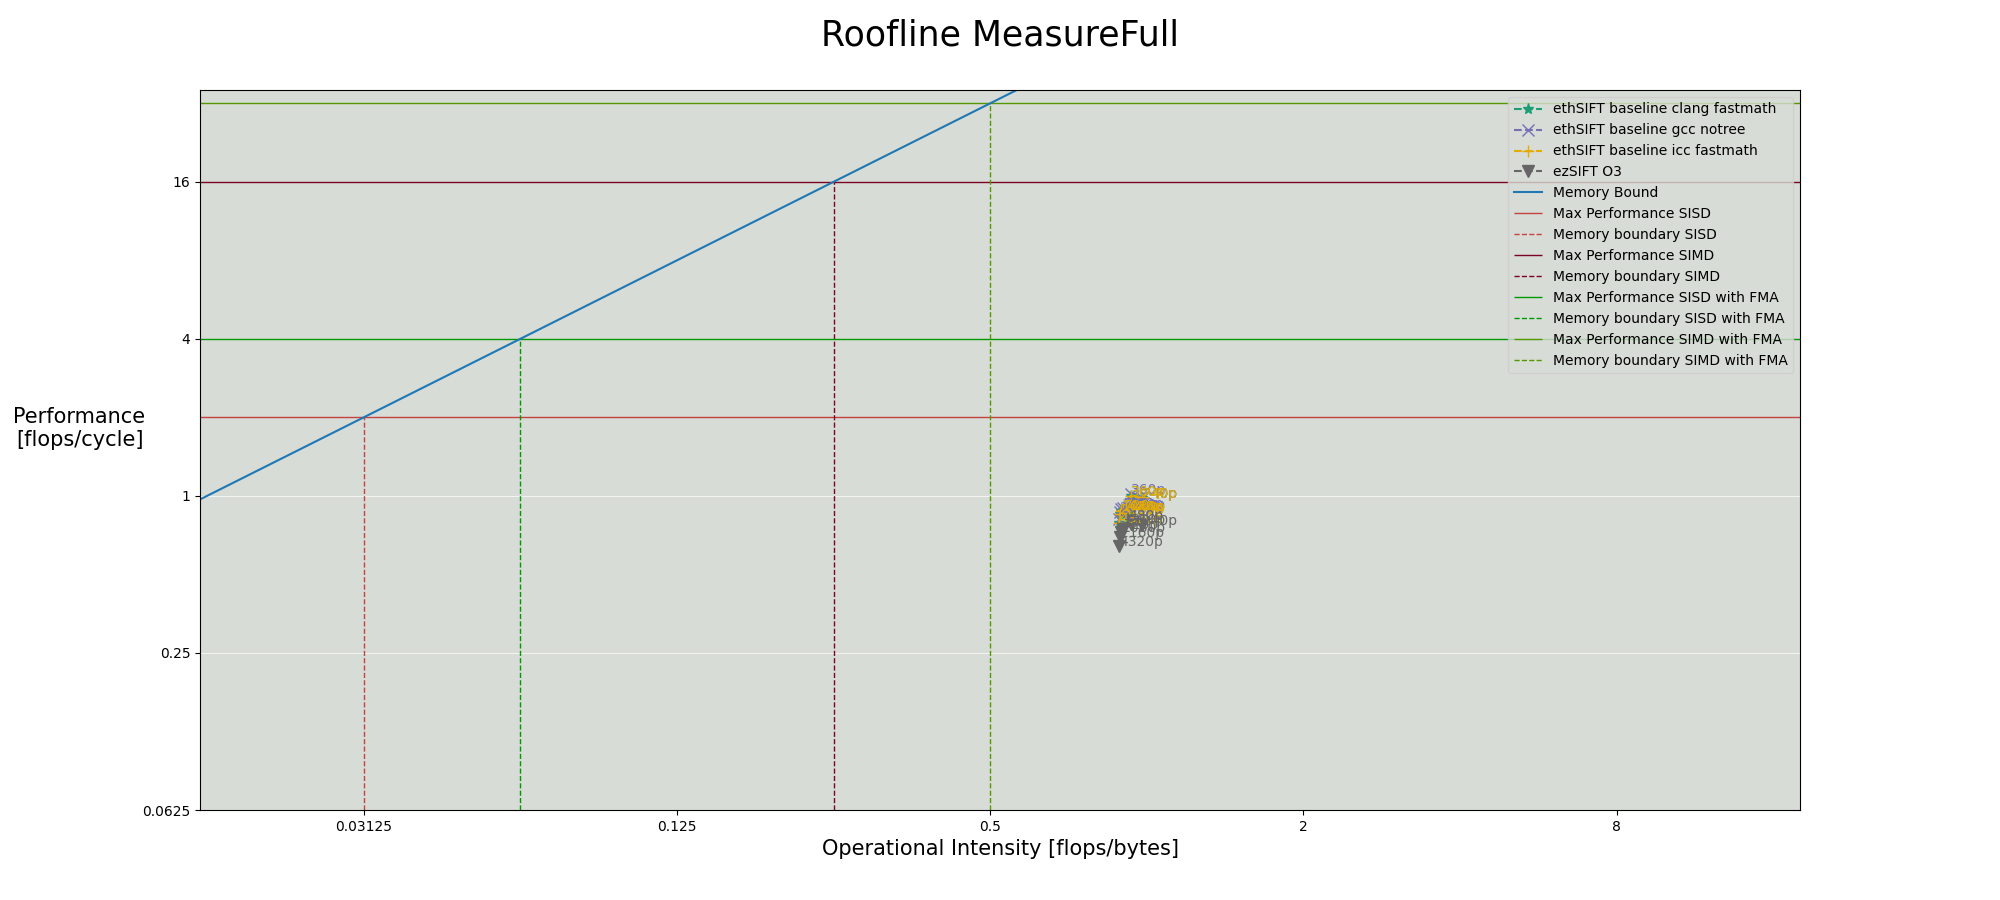 Roofline MeasureFull
ethSIFT baseline clang fastmath
ethSIFT baseline gcc notree
ethSIFT baseline icc fastmath
ezSIFT O3
Memory Bound
Max Performance SISD
Memory boundary SISD
Max Performance SIMD
Memory boundary SIMD
Max Performance SISD with FMA
Memory boundary SISD with FMA
Max Performance SIMD with FMA
Memory boundary SIMD with FMA
16
4
Performance
[flops/cycle]
1
360p
4320p
0.25
0.0625
0.03125
0.125
0.5
2
8
Operational Intensity [flops/bytes]